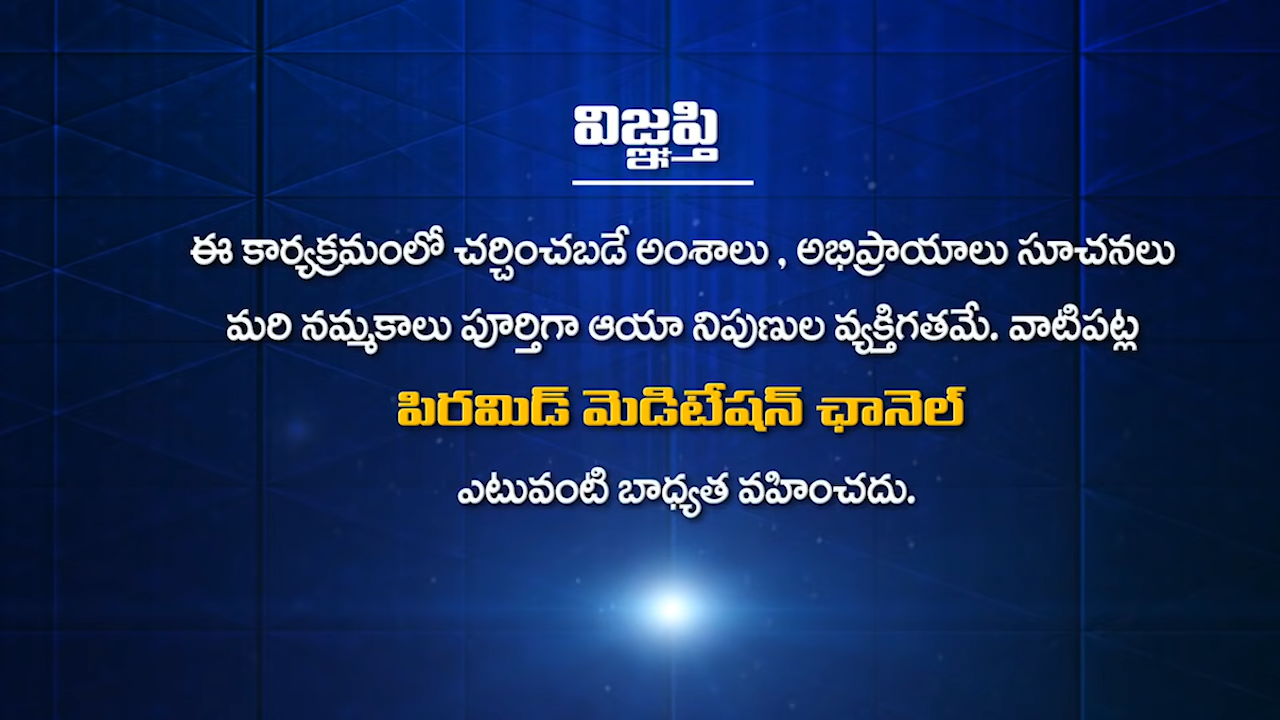 విజ్ఞప్తి
ఈ కార్యక్రమంలో చర్చించబడే అంశాలు , అభిప్రాయాలు సూచనలు
మరి నమ్మకాలు పూర్తిగా ఆయా నిపుణుల వ్యక్తిగతమే. వాటిపట్ల
పిరమిడ్ మెడిటేషన్ ఛానెల్
ఎటువంటి బాధ్యత వహించదు.